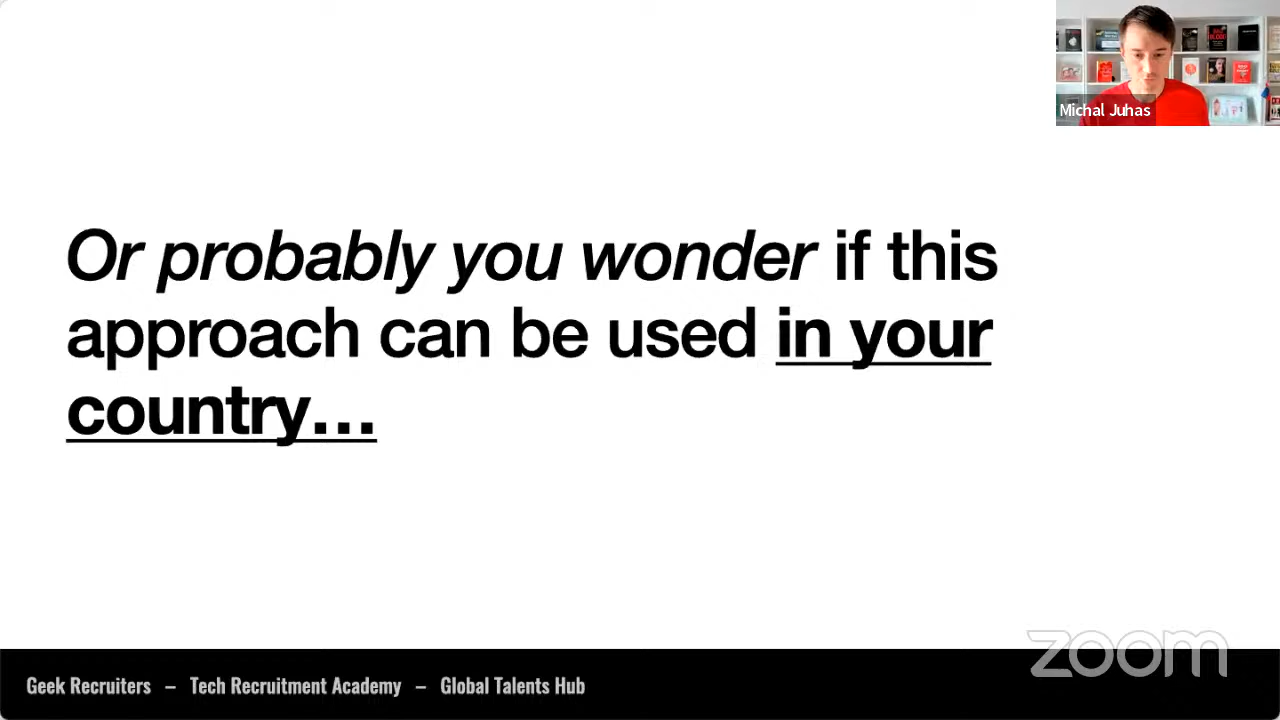 Michal Juhas
Or probably you wonder if this
approach can be used in your
country...
Geek Recruiters – Tech Recruitment Academy – Global Talents Hub
zoom